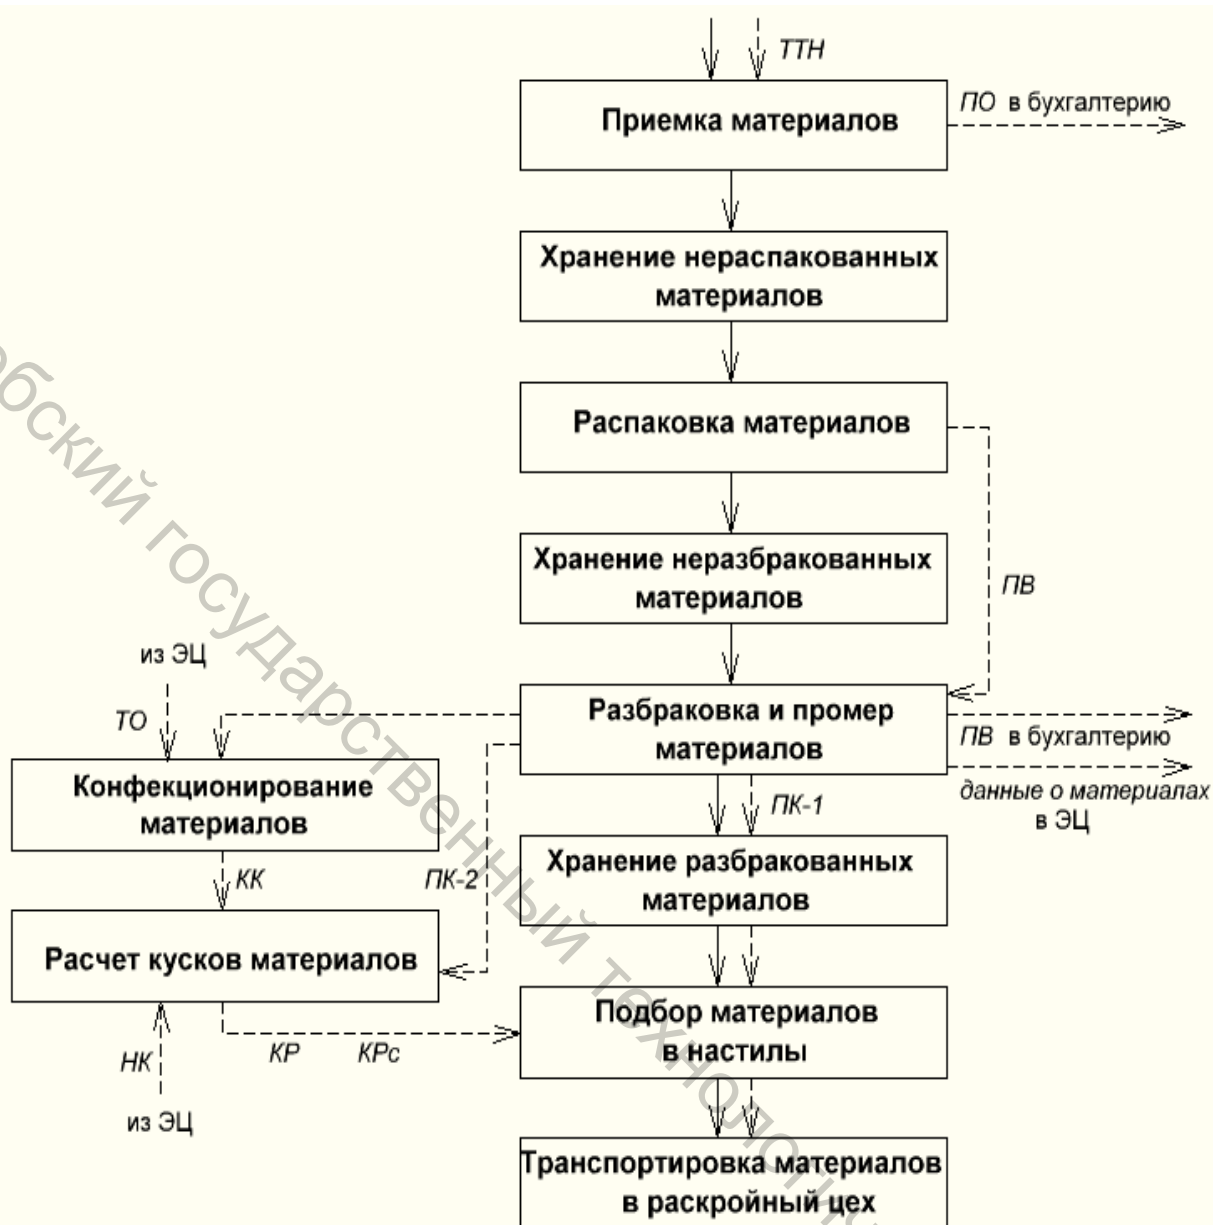 ТТН
Приемка материалов
ПО в бухгалтерию
Хранение нераспакованных
материалов
Распаковка материалов
Хранение неразбракованных
материалов
ПВ
из ЭЦ
ТО
Разбраковка и промер
материалов
ПВ в бухгалтерию
данные о материалах
в ЭЦ
Конфекционирование
материалов
ПК-1
КК
ПК-2
Хранение разбракованных
материалов
Расчет кусков материалов
Подбор материалов
в настилы
НК
КР КРс
из ЭЦ
Транспортировка материалов
в раскройный цех
государственный